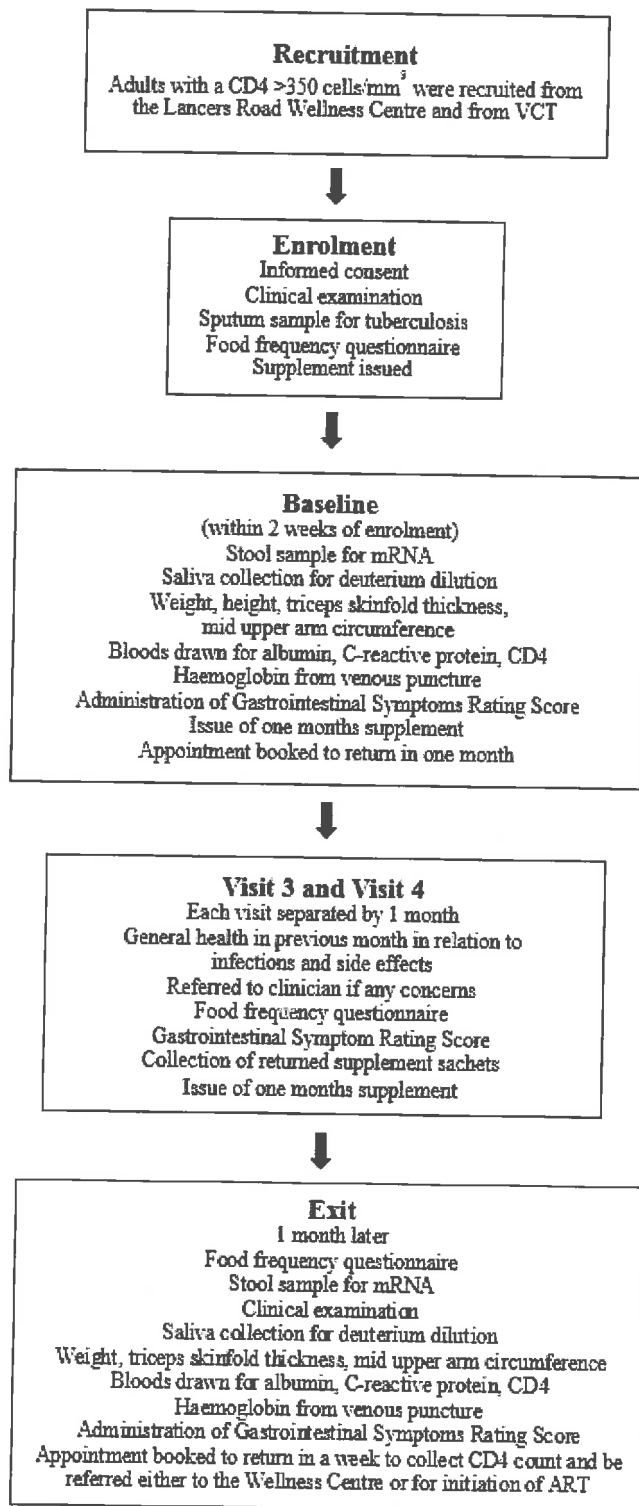 Recruitment
Adults with a CD4 >350 cells/mm³ were recruited from
the Lancers Road Wellness Centre and from VCT
Enrolment
Informed consent
Clinical examination
Sputum sample for tuberculosis
Food frequency questionnaire
Supplement issued
Baseline
(within 2 weeks of enrolment)
Stool sample for mRNA
Saliva collection for deuterium dilution
Weight, height, triceps skinfold thickness,
mid upper arm circumference
Bloods drawn for albumin, C-reactive protein, CD4
Haemoglobin from venous puncture
Administration of Gastrointestinal Symptoms Rating Score
Issue of one months supplement
Appointment booked to return in one month
Visit 3 and Visit 4
Each visit separated by 1 month
General health in previous month in relation to
infections and side effects
Referred to clinician if any concerns
Food frequency questionnaire
Gastrointestinal Symptom Rating Score
Collection of returned supplement sachets
Issue of one months supplement
Exit
1 month later
Food frequency questionnaire
Stool sample for mRNA
Clinical examination
Saliva collection for deuterium dilution
Weight, triceps skinfold thickness, mid upper arm circumference
Bloods drawn for albumin, C-reactive protein, CD4
Haemoglobin from venous puncture
Administration of Gastrointestinal Symptoms Rating Score
Appointment booked to return in a week to collect CD4 count and be
referred either to the Wellness Centre or for initiation of ART